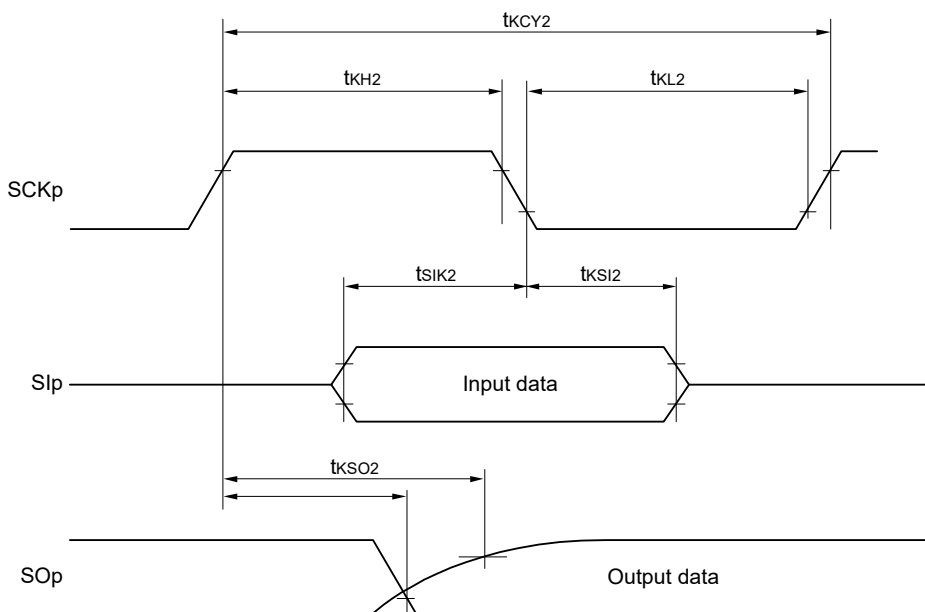 tKCY2
tKH2
tKL2
SCKp
tSIK2
tKSI2
SIp
Input data
tKSO2
SOp
Output data